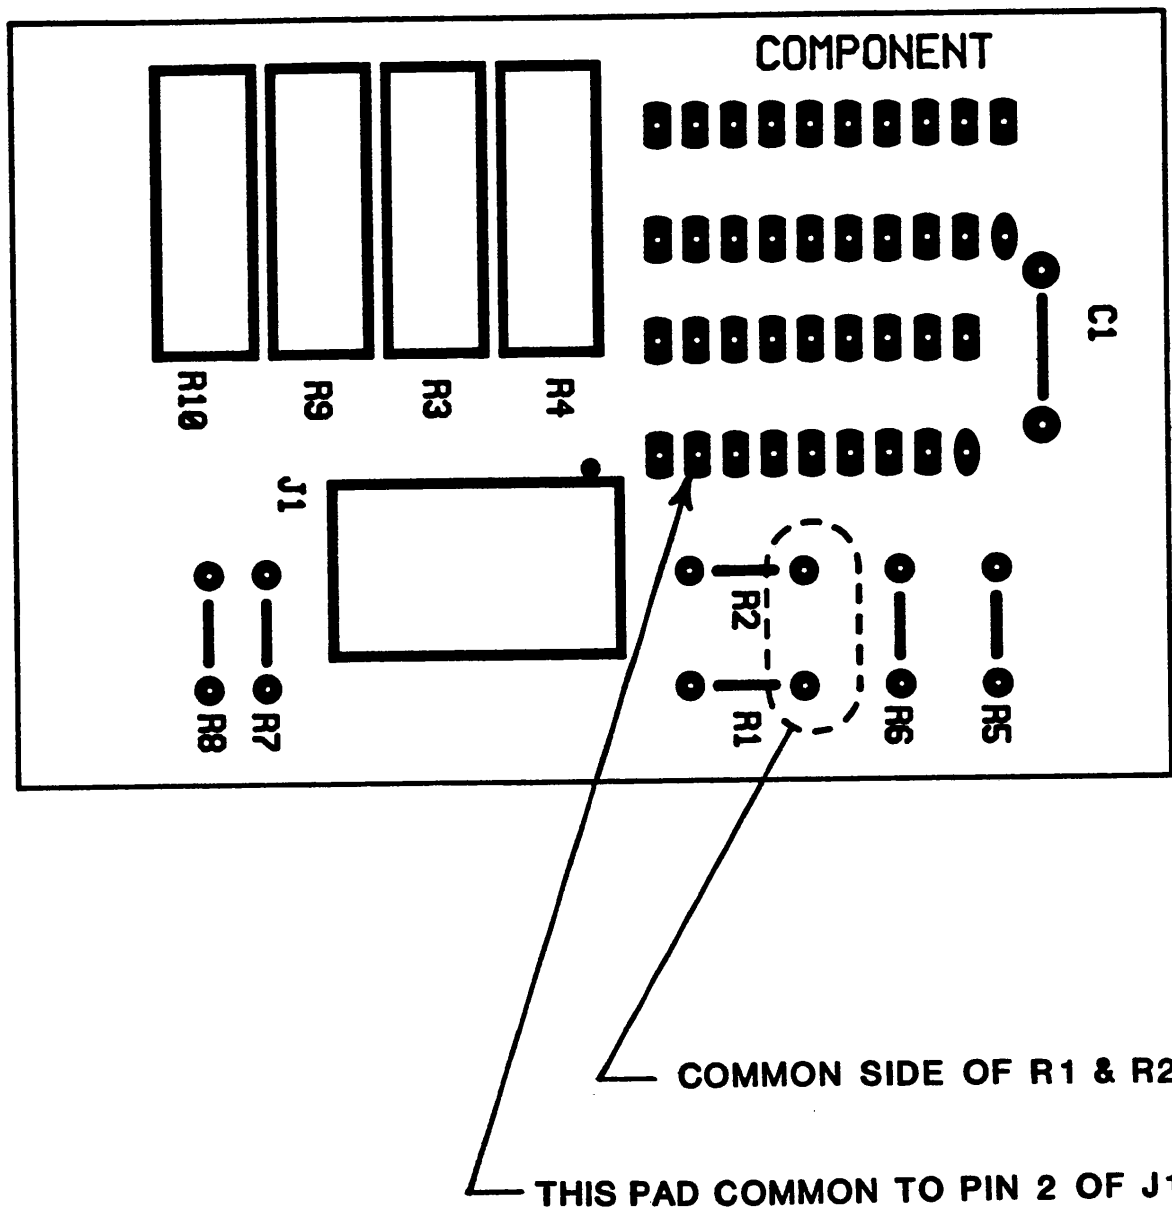 COMPONENT
C1
R10
R9
R3
R4
J1
R2
R8
R7
R1
R6
R5
COMMON SIDE OF R1 & R2
THIS PAD COMMON TO PIN 2 OF J1